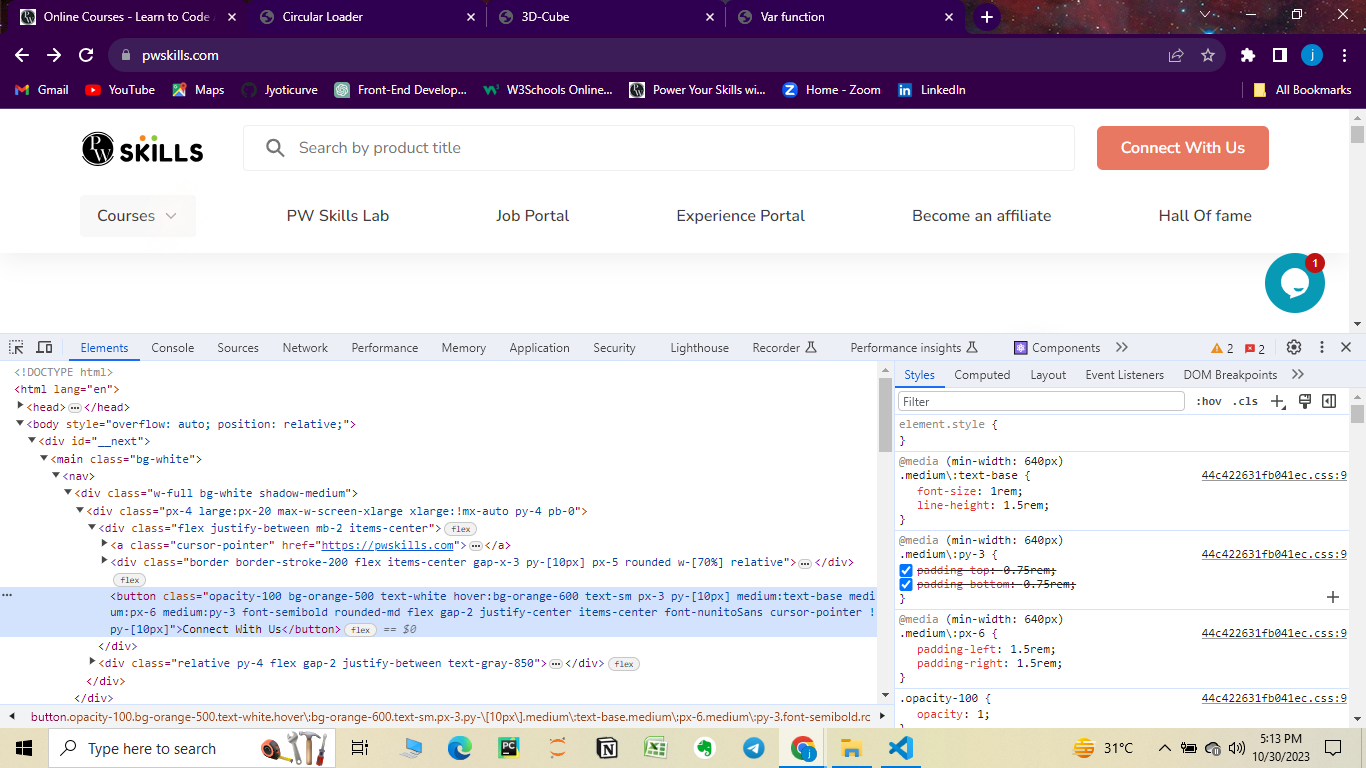 Online Courses - Learn to Code
Circular Loader
3D-Cube
Var function
pwskills.com
j
Gmail
YouTube
Maps
Jyoticurve
Front-End Develop...
W3Schools Online...
Power Your Skills wi...
Home - Zoom
LinkedIn
All Bookmarks
PW SKILLS
Search by product title
Connect With Us
Courses
PW Skills Lab
Job Portal
Experience Portal
Become an affiliate
Hall Of fame
1
Elements
Console
Sources
Network
Performance
Memory
Application
Security
Lighthouse
Recorder
Performance insights
Components
2
2
<!DOCTYPE html>
<html lang="en">
<head>…</head>
<body style="overflow: auto; position: relative;">
<div id="__next">
<main class="bg-white">
<nav>
<div class="w-full bg-white shadow-medium">
<div class="px-4 large:px-20 max-w-screen-xlarge xlarge:!mx-auto py-4 pb-0">
<div class="flex justify-between mb-2 items-center"> flex
<a class="cursor-pointer" href="https://pwskills.com">…</a>
<div class="border border-stroke-200 flex items-center gap-x-3 py-[10px] px-5 rounded w-[70%] relative">…</div>
flex
<button class="opacity-100 bg-orange-500 text-white hover:bg-orange-600 text-sm px-3 py-[10px] medium:text-base medi
um:px-6 medium:py-3 font-semibold rounded-md flex gap-2 justify-center items-center font-nunitoSans cursor-pointer !
py-[10px]">Connect With Us</button> flex == $0
</div>
<div class="relative py-4 flex gap-2 justify-between text-gray-850">…</div> flex
</div>
</div>
button.opacity-100.bg-orange-500.text-white.hover\:bg-orange-600.text-sm.px-3.py-\[10px\].medium\:text-base.medium\:px-6.medium\:py-3.font-semibold.rc
Styles
Computed
Layout
Event Listeners
DOM Breakpoints
Filter
:hov
.cls
element.style {
}
@media (min-width: 640px)
.medium\:text-base {
44c422631fb041ec.css:9
font-size: 1rem;
line-height: 1.5rem;
}
@media (min-width: 640px)
.medium\:py-3 {
44c422631fb041ec.css:9
padding-top: 0.75rem;
padding-bottom: 0.75rem;
}
@media (min-width: 640px)
.medium\:px-6 {
44c422631fb041ec.css:9
padding-left: 1.5rem;
padding-right: 1.5rem;
}
.opacity-100 {
44c422631fb041ec.css:9
opacity: 1;
Type here to search
31°C
5:13 PM
10/30/2023